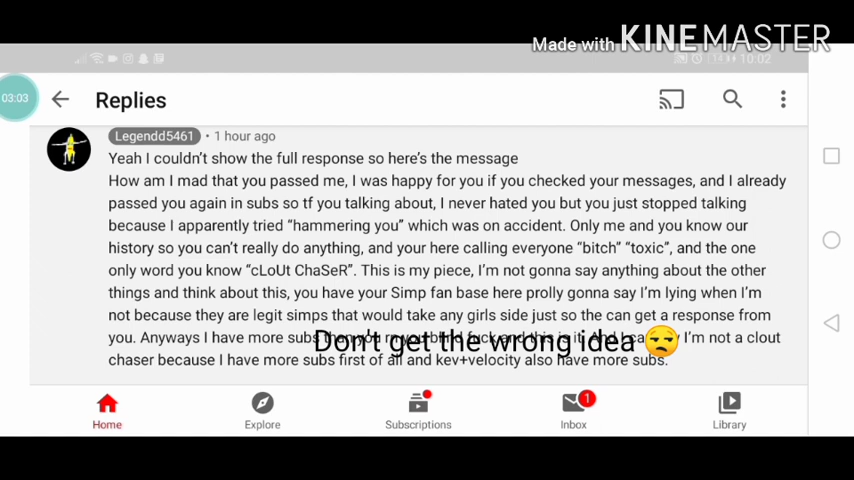 Made with KINEMASTER
10:02
03:03
Replies
Legendd5461 • 1 hour ago
Yeah I couldn't show the full response so here's the message
How am I mad that you passed me, I was happy for you if you checked your messages, and I already
passed you again in subs so tf you talking about, I never hated you but you just stopped talking
because I apparently tried “hammering you” which was on accident. Only me and you know our
history so you can't really do anything, and your here calling everyone “bitch” “toxic”, and the one
only word you know “cLoUt ChaSeR”. This is my piece, I'm not gonna say anything about the other
things and think about this, you have your Simp fan base here prolly gonna say I'm lying when I'm
not because they are legit simps that would take any girls side just so the can get a response from
you. Anyways I have more subs than you rn you blind fuck and this is it. And I can say I'm not a clout
Don't get the wrong idea 😒
chaser because I have more subs first of all and kev+velocity also have more subs.
1
Home Explore Subscriptions Inbox Library